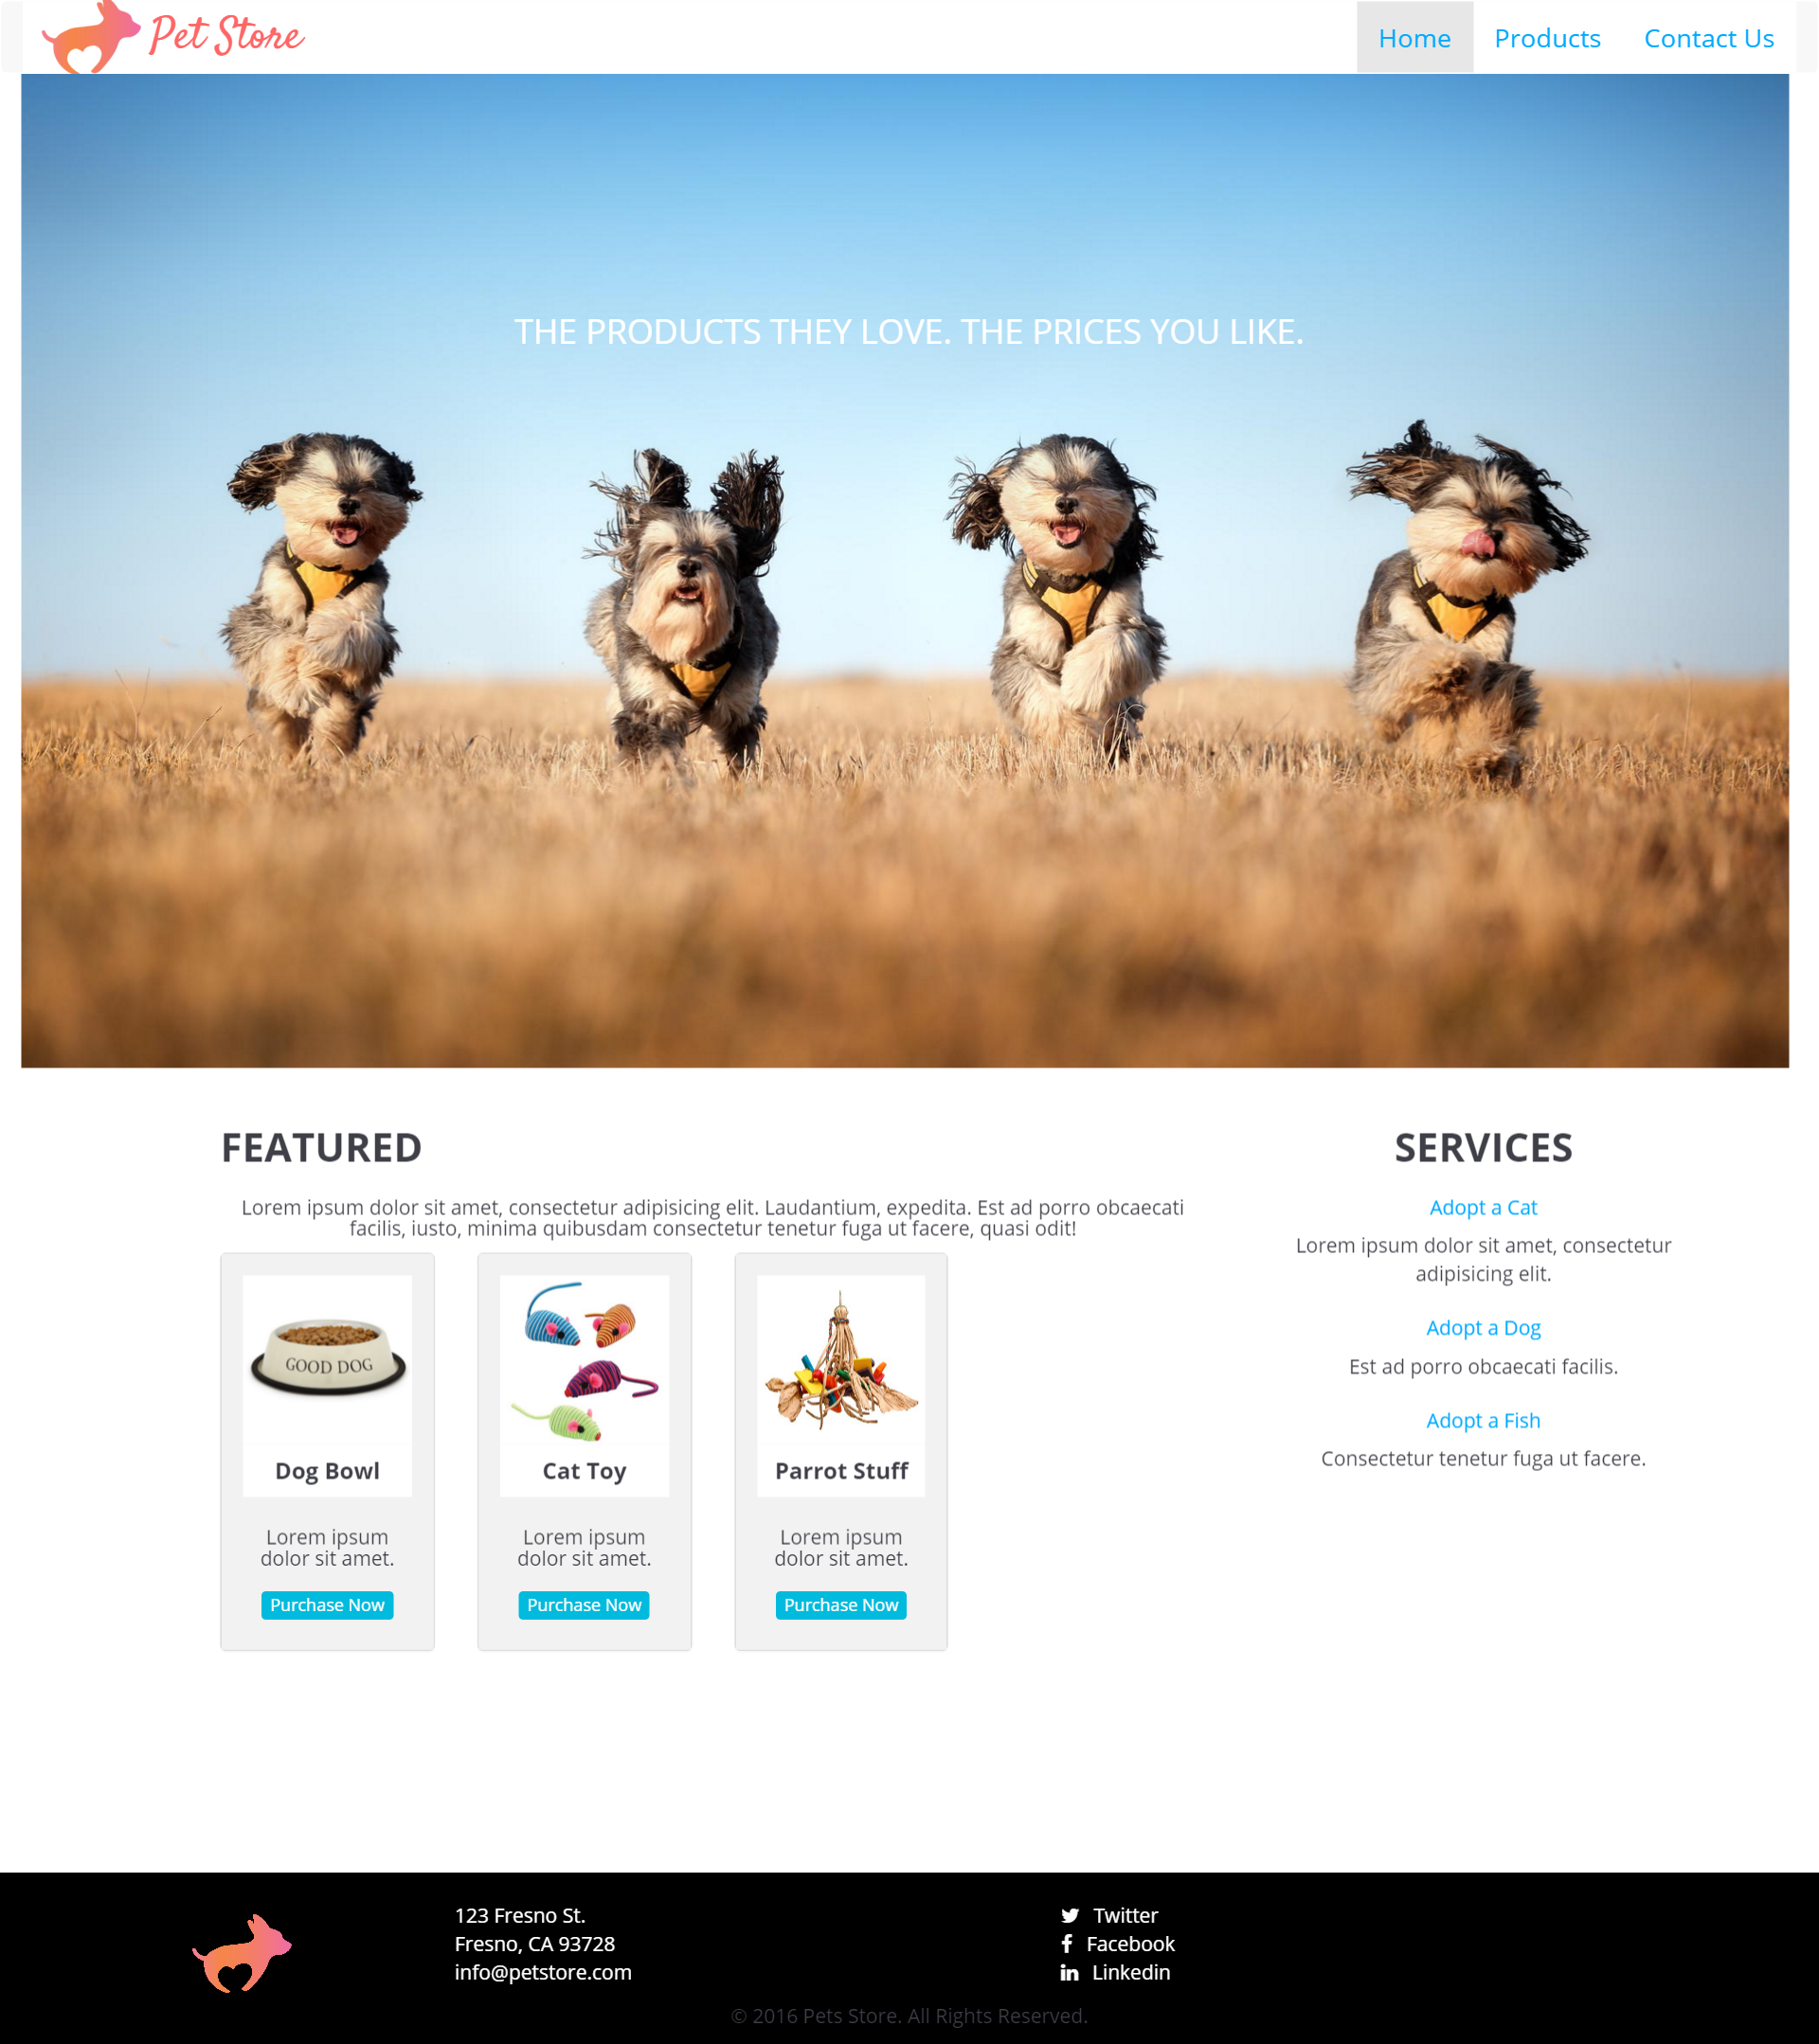 Pet Store
Home Products Contact Us
THE PRODUCTS THEY LOVE. THE PRICES YOU LIKE.
FEATURED
Lorem ipsum dolor sit amet, consectetur adipisicing elit. Laudantium, expedita. Est ad porro obcaecati
facilis, iusto, minima quibusdam consectetur tenetur fuga ut facere, quasi odit!
GOOD DOG
Dog Bowl
Lorem ipsum
dolor sit amet.
Purchase Now
Cat Toy
Lorem ipsum
dolor sit amet.
Purchase Now
Parrot Stuff
Lorem ipsum
dolor sit amet.
Purchase Now
SERVICES
Adopt a Cat
Lorem ipsum dolor sit amet, consectetur
adipisicing elit.
Adopt a Dog
Est ad porro obcaecati facilis.
Adopt a Fish
Consectetur tenetur fuga ut facere.
123 Fresno St.
Fresno, CA 93728
info@petstore.com
Twitter
Facebook
Linkedin
© 2016 Pets Store. All Rights Reserved.